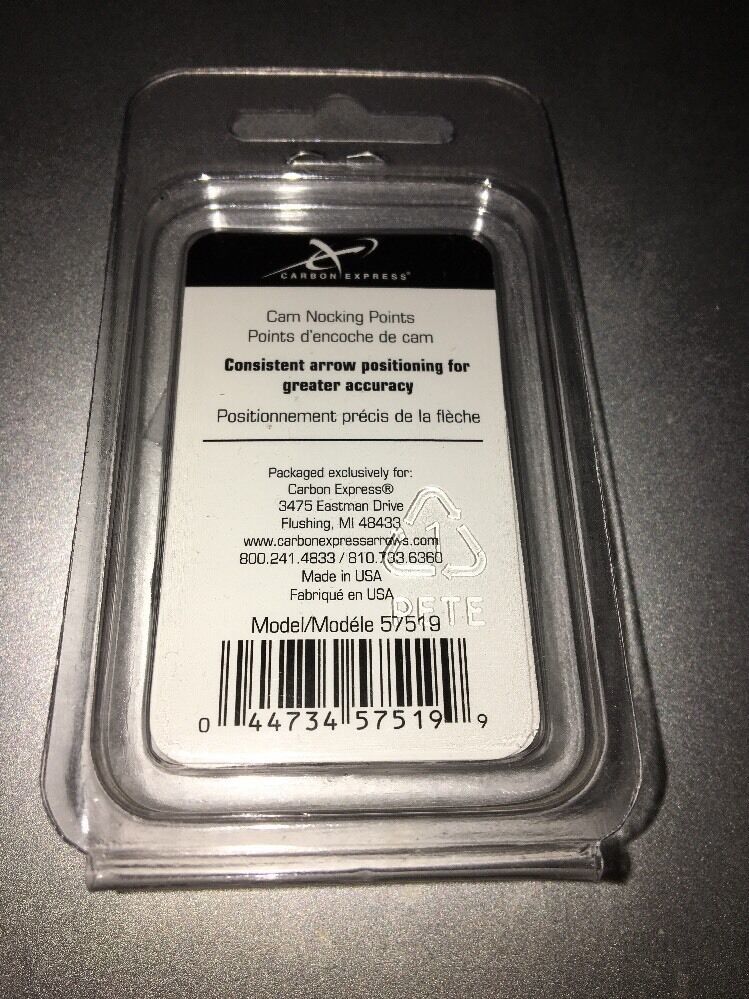 CARBON EXPRESS®
Cam Nocking Points
Points d'encoche de cam
Consistent arrow positioning for
greater accuracy
Positionnement précis de la flèche
Packaged exclusively for:
Carbon Express®
3475 Eastman Drive
Flushing, MI 48433
www.carbonexpressarrows.com
800.241.4833 / 810.733.6360
Made in USA
Fabriqué en USA
Model/Modéle 57519
1
PETE
0 44734 57519 9